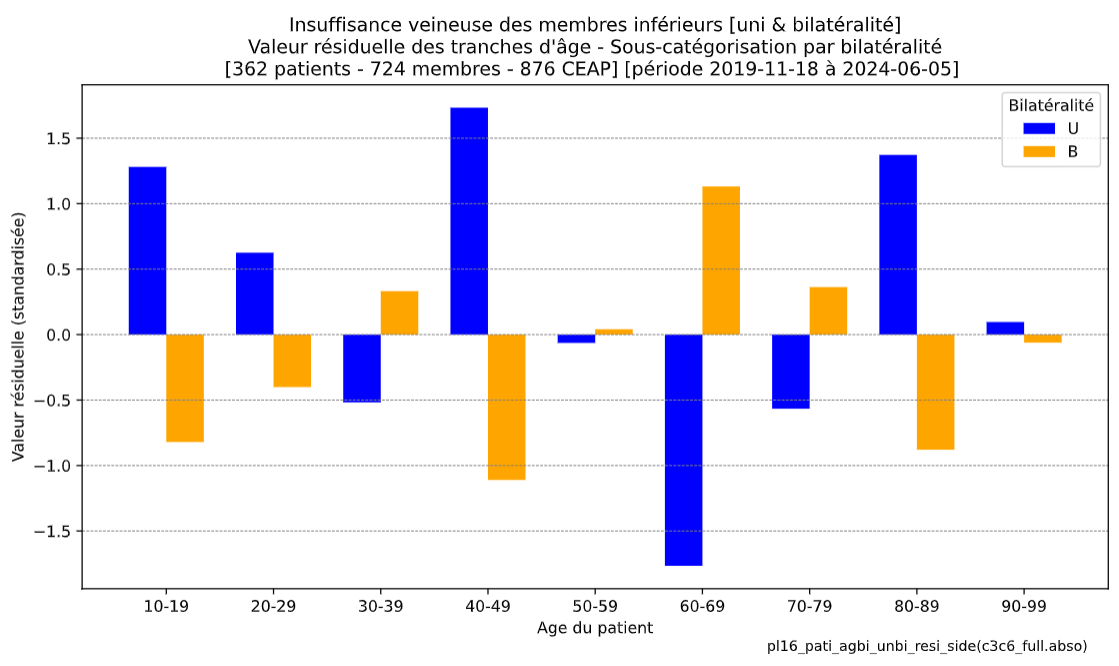 Insuffisance veineuse des membres inférieurs [uni & bilatéralité]
Valeur résiduelle des tranches d'âge - Sous-catégorisation par bilatéralité
[362 patients - 724 membres - 876 CEAP] [période 2019-11-18 à 2024-06-05]
Bilatéralité
U
B
Valeur résiduelle (standardisée)
1.5
1.0
0.5
0.0
−0.5
−1.0
−1.5
10-19 20-29 30-39 40-49 50-59 60-69 70-79 80-89 90-99
Age du patient
pl16_pati_agbi_unbi_resi_side(c3c6_full.abso)